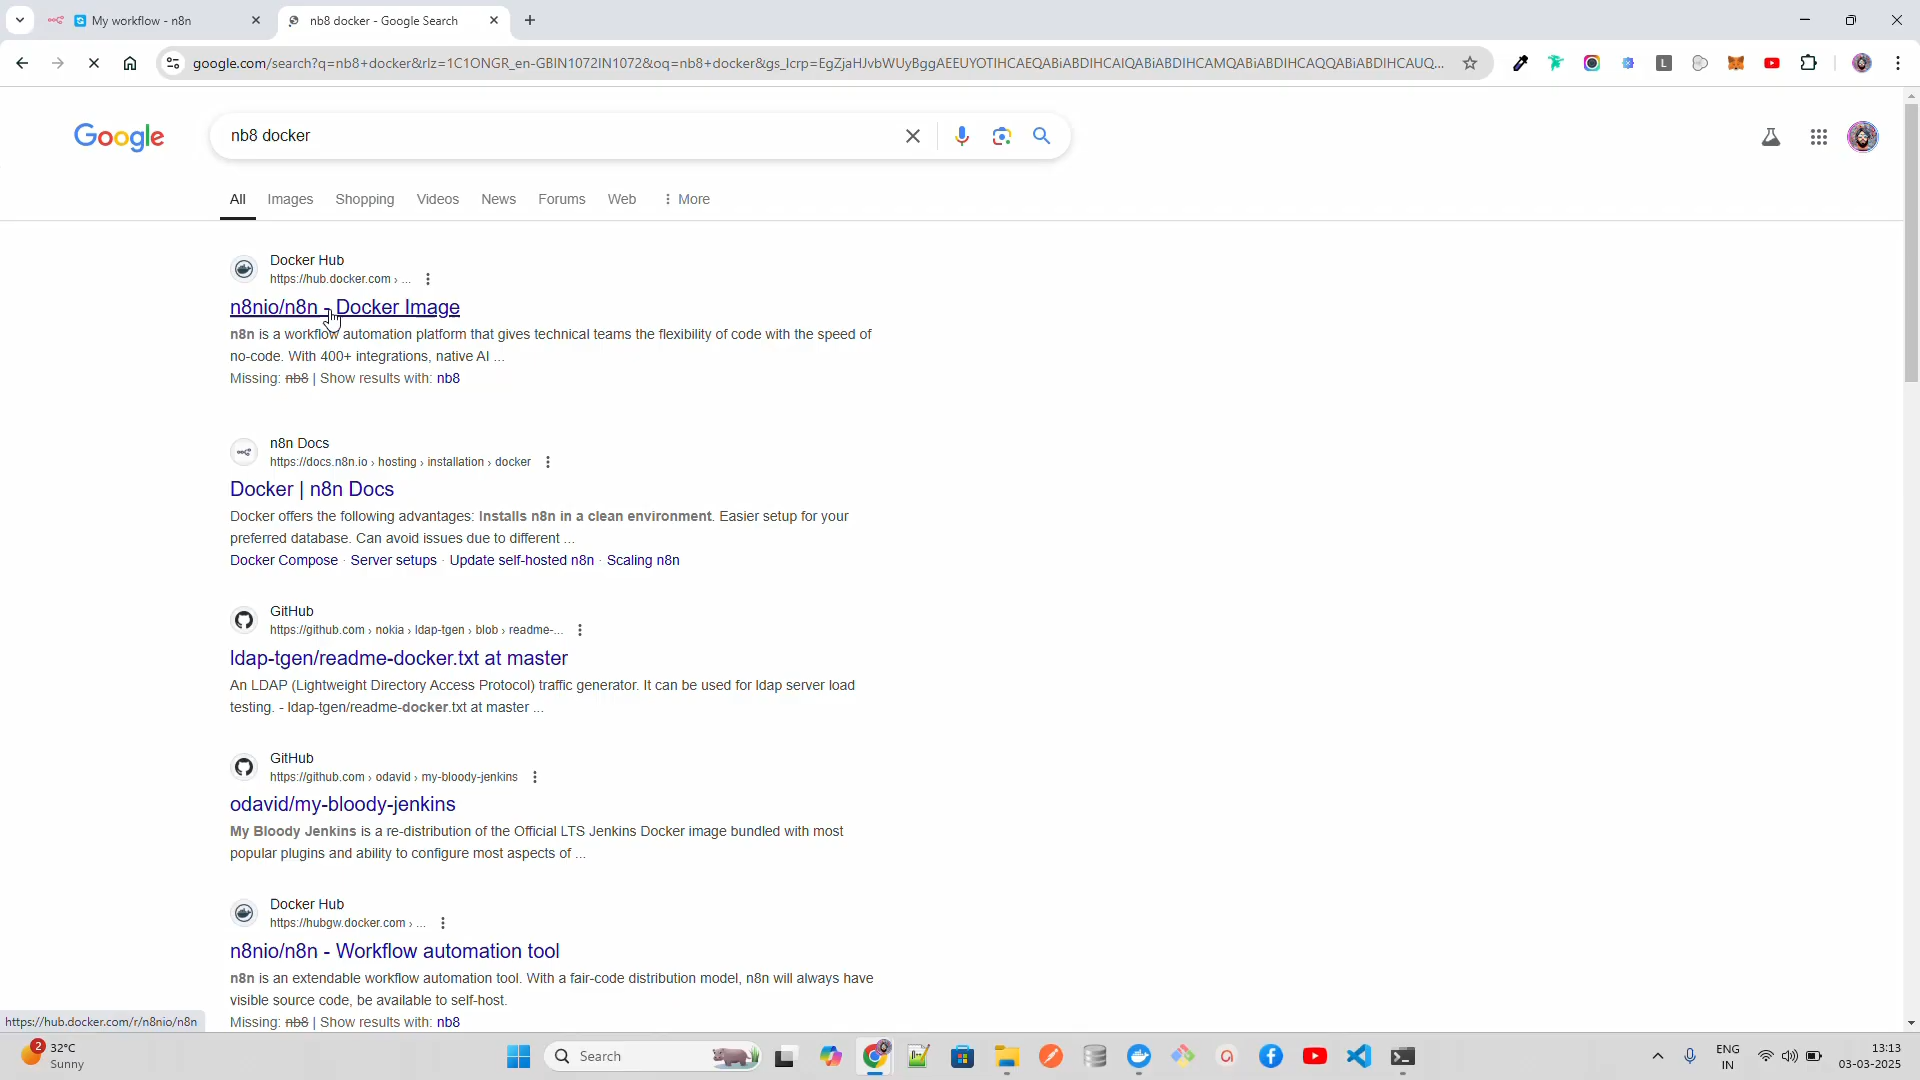 My workflow - n8n
nb8 docker - Google Search
google.com/search?q=nb8+docker&rlz=1C1ONGR_en-GBIN1072IN1072&oq=nb8+docker&gs_lcrp=EgZjaHJvbWUyBggAEEUYOTIHCAEQABiABDIHCAIQABiABDIHCAMQABiABDIHCAQQABiABDIHCAUQ...
Google
nb8 docker
All Images Shopping Videos News Forums Web More
Docker Hub
https://hub.docker.com › ...
n8nio/n8n - Docker Image
n8n is a workflow automation platform that gives technical teams the flexibility of code with the speed of
no-code. With 400+ integrations, native AI ...
Missing: nb8 | Show results with: nb8
n8n Docs
https://docs.n8n.io › hosting › installation › docker
Docker | n8n Docs
Docker offers the following advantages: Installs n8n in a clean environment. Easier setup for your
preferred database. Can avoid issues due to different ...
Docker Compose · Server setups · Update self-hosted n8n · Scaling n8n
GitHub
https://github.com › nokia › ldap-tgen › blob › readme-...
ldap-tgen/readme-docker.txt at master
An LDAP (Lightweight Directory Access Protocol) traffic generator. It can be used for ldap server load
testing. - ldap-tgen/readme-docker.txt at master ...
GitHub
https://github.com › odavid › my-bloody-jenkins
odavid/my-bloody-jenkins
My Bloody Jenkins is a re-distribution of the Official LTS Jenkins Docker image bundled with most
popular plugins and ability to configure most aspects of ...
Docker Hub
https://hubgw.docker.com › ...
n8nio/n8n - Workflow automation tool
n8n is an extendable workflow automation tool. With a fair-code distribution model, n8n will always have
visible source code, be available to self-host.
Missing: nb8 | Show results with: nb8
https://hub.docker.com/r/n8nio/n8n
2
32°C
Sunny
Search
ENG
IN
13:13
03-03-2025